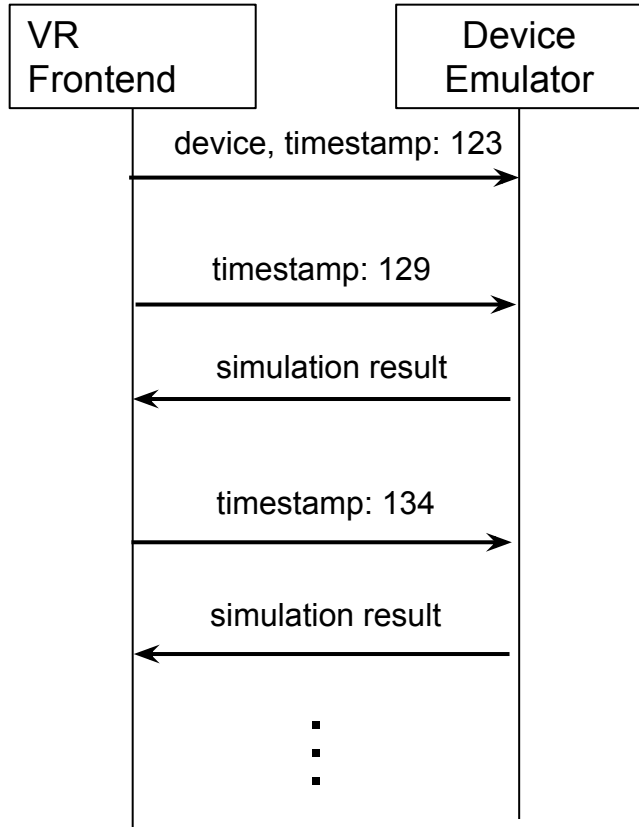 VR
Frontend
Device
Emulator
device, timestamp: 123
timestamp: 129
simulation result
timestamp: 134
simulation result